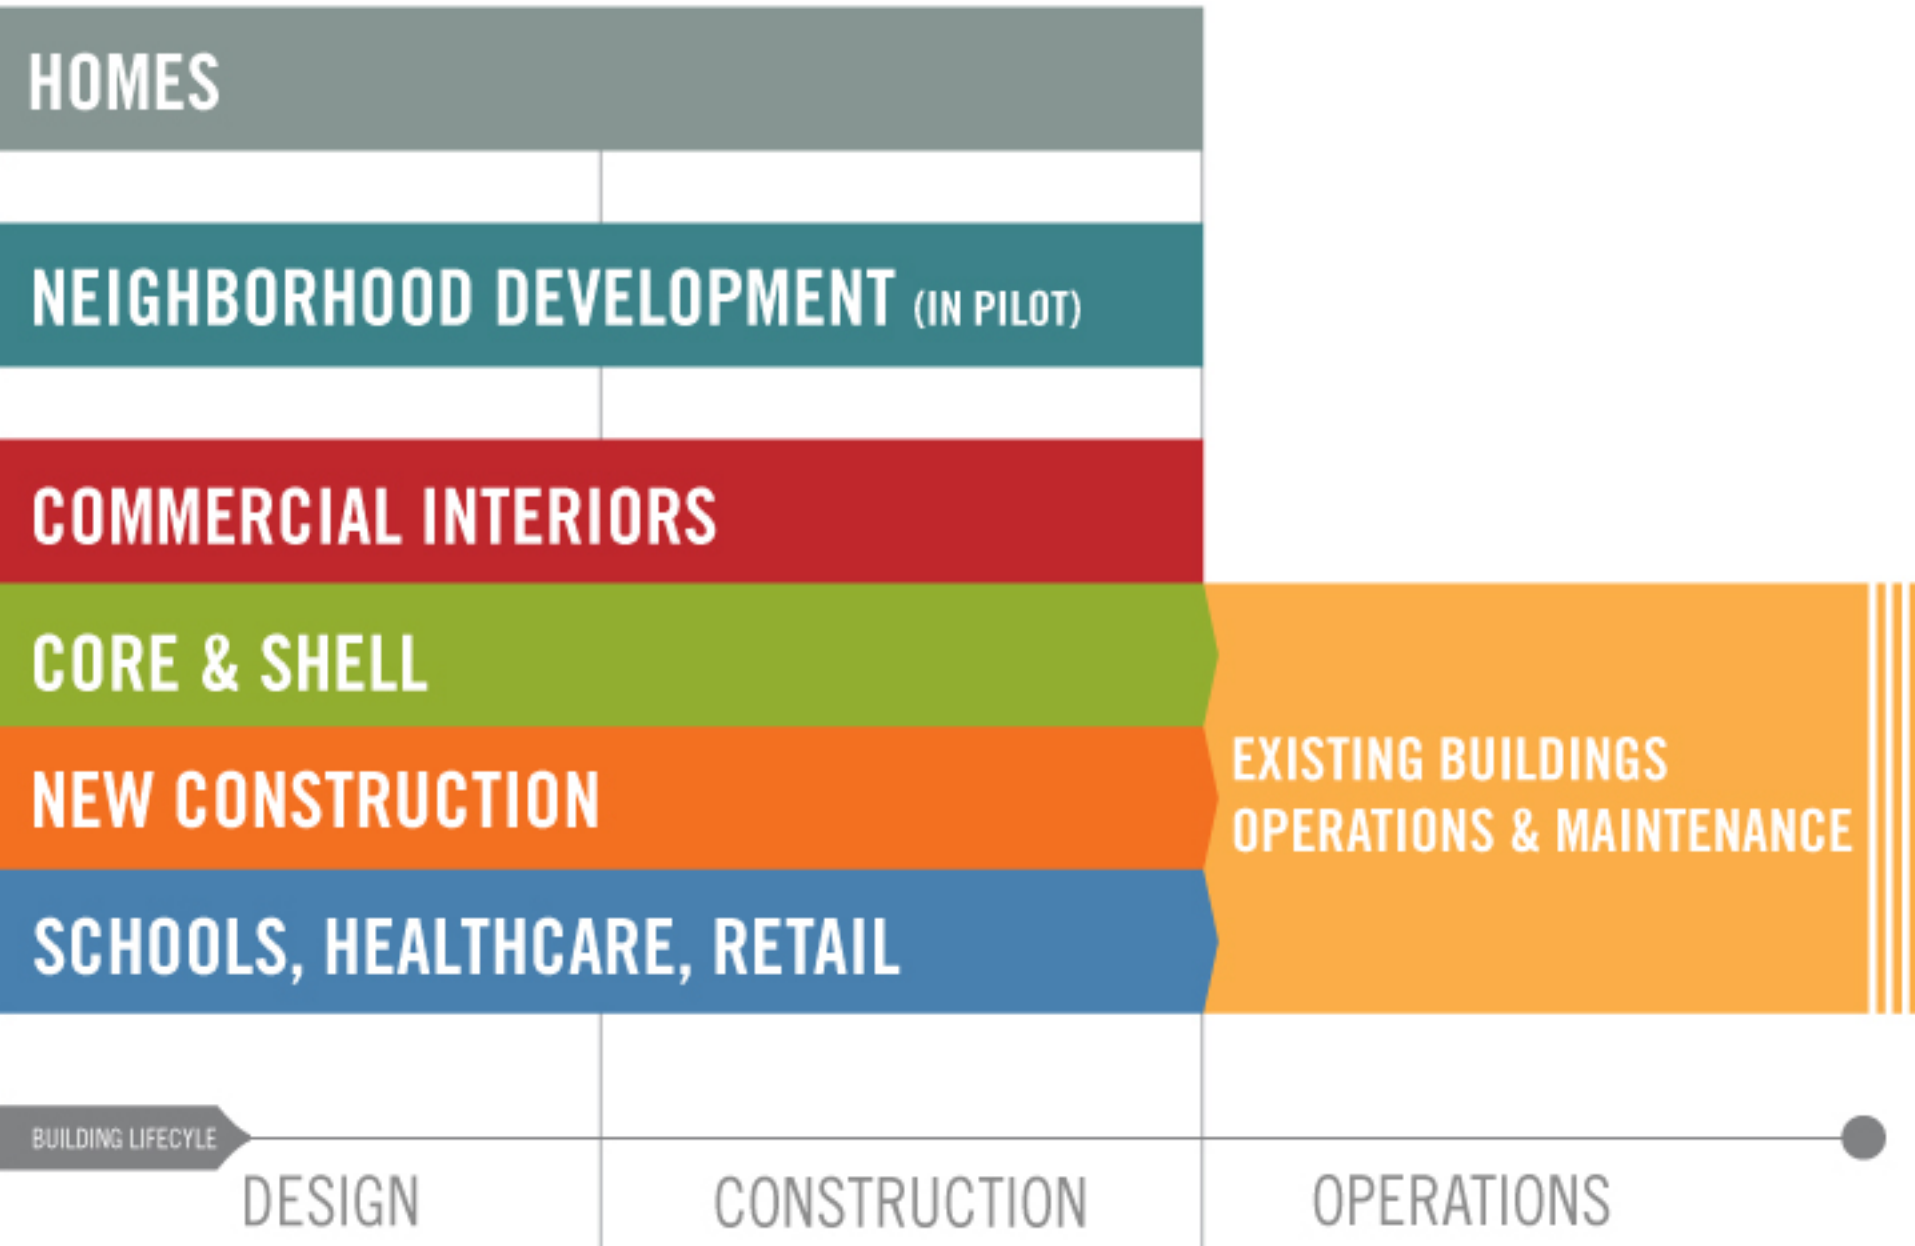 HOMES
NEIGHBORHOOD DEVELOPMENT (IN PILOT)
COMMERCIAL INTERIORS
CORE & SHELL
NEW CONSTRUCTION
SCHOOLS, HEALTHCARE, RETAIL
EXISTING BUILDINGS
OPERATIONS & MAINTENANCE
BUILDING LIFECYLE
DESIGN
CONSTRUCTION
OPERATIONS